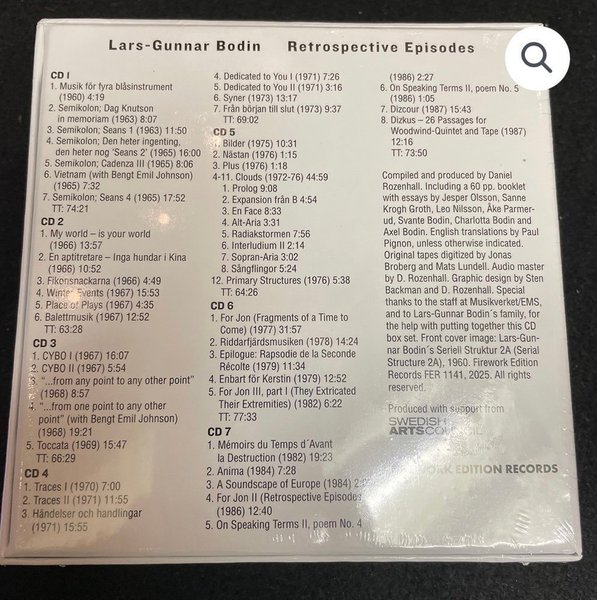 Lars-Gunnar Bodin Retrospective Episodes
CD 1
1. Musik för fyra blåsinstrument
(1960) 4:19
2. Semikolon; Dag Knutson
in memoriam (1963) 8:07
3. Semikolon; Seans 1 (1963) 11:50
4. Semikolon; Den heter ingenting,
den heter nog 'Seans 2' (1965) 16:00
5. Semikolon; Cadenza III (1965) 8:06
6. Vietnam (with Bengt Emil Johnson)
(1965) 7:32
7. Semikolon; Seans 4 (1965) 17:52
TT: 74:21
CD 2
1. My world – is your world
(1966) 13:57
2. En aptitretare – Inga hundar i Kina
(1966) 10:52
3. Fikonsnackarna (1966) 4:49
4. Winter Events (1967) 15:53
5. Place of Plays (1967) 4:35
6. Balettmusik (1967) 12:52
TT: 63:28
CD 3
1. CYBO I (1967) 16:07
2. CYBO II (1967) 5:54
3. "...from any point to any other point"
(1968) 8:57
4. "...from one point to any other
point" (with Bengt Emil Johnson)
(1968) 19:21
5. Toccata (1969) 15:47
TT: 66:29
CD 4
1. Traces I (1970) 7:00
2. Traces II (1971) 11:55
3 Händelser och handlingar
(1971) 15:55
4. Dedicated to You I (1971) 7:26
5. Dedicated to You II (1971) 3:16
6. Syner (1973) 13:17
7. Från början till slut (1973) 9:37
TT: 69:02
CD 5
1. Bilder (1975) 10:31
2. Nästan (1976) 1:15
3. Plus (1976) 1:18
4-11. Clouds (1972-76) 44:59
1. Prolog 9:08
2. Expansion från B 4:54
3. En Face 8:33
4. Alt-Aria 3:31
5. Radiakstormen 7:56
6. Interludium II 2:14
7. Sopran-Aria 3:02
8. Sångflingor 5:24
12. Primary Structures (1976) 5:38
TT: 64:26
CD 6
1. For Jon (Fragments of a Time to
Come) (1977) 31:57
2. Riddarfjärdsmusiken (1978) 14:24
3. Epilogue: Rapsodie de la Seconde
Récolte (1979) 11:34
4. Enbart för Kerstin (1979) 12:52
5. For Jon III, part I (They Extricated
Their Extremities) (1982) 6:22
TT: 77:33
CD 7
1. Mémoirs du Temps d´Avant
la Destruction (1982) 19:23
2. Anima (1984) 7:28
3. A Soundscape of Europe (1984)
4. For Jon II (Retrospective Episodes
(1986) 12:40
5. On Speaking Terms II, poem No. 4
(1986) 2:27
6. On Speaking Terms II, poem No. 5
(1986) 1:05
7. Dizcour (1987) 15:43
8. Dizkus – 26 Passages for
Woodwind-Quintet and Tape (1987)
12:16
TT: 73:50
Compiled and produced by Daniel
Rozenhall. Including a 60 pp. booklet
with essays by Jesper Olsson, Sanne
Krogh Groth, Leo Nilsson, Åke Parmer-
ud, Svante Bodin, Charlotta Bodin and
Axel Bodin. English translations by Paul
Pignon, unless otherwise indicated.
Original tapes digitized by Jonas
Broberg and Mats Lundell. Audio master
by D. Rozenhall. Graphic design by Sten
Backman and D. Rozenhall. Special
thanks to the staff at Musikverket/EMS,
and to Lars-Gunnar Bodin´s family, for
the help with putting together this CD
box set. Front cover image: Lars-Gun-
nar Bodin´s Seriell Struktur 2A (Serial
Structure 2A), 1960. Firework Edition
Records FER 1141, 2025. All rights
reserved.
Produced with support from
SWEDISH
ARTS COUNCIL
WORK EDITION RECORDS